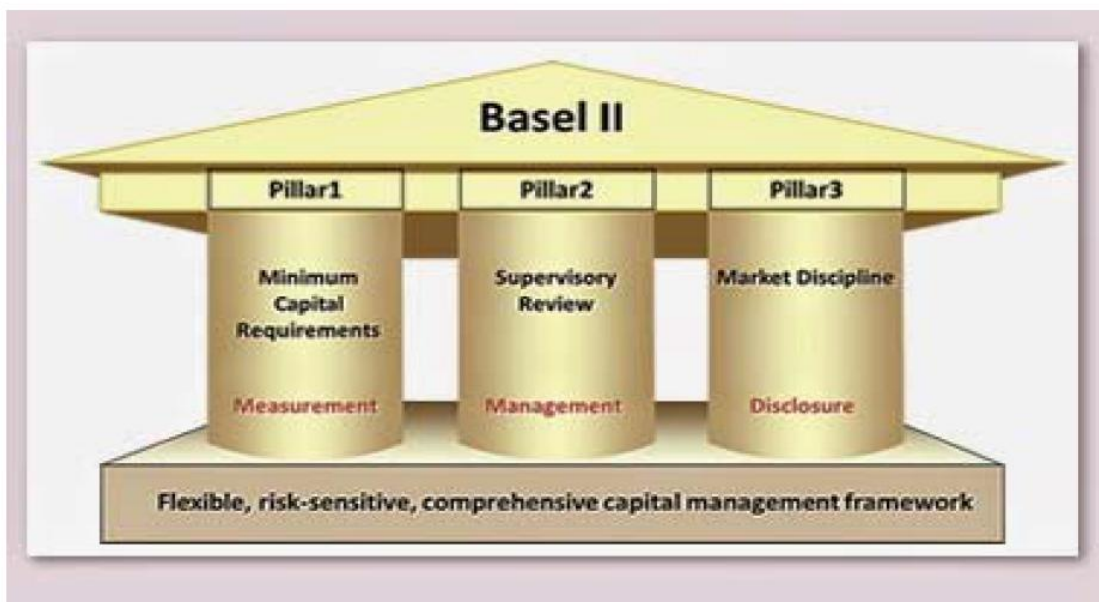 Basel II
Pillar1
Pillar2
Pillar3
Minimum
Capital
Requirements
Measurement
Supervisory
Review
Management
Market Discipline
Disclosure
Flexible, risk-sensitive, comprehensive capital management framework